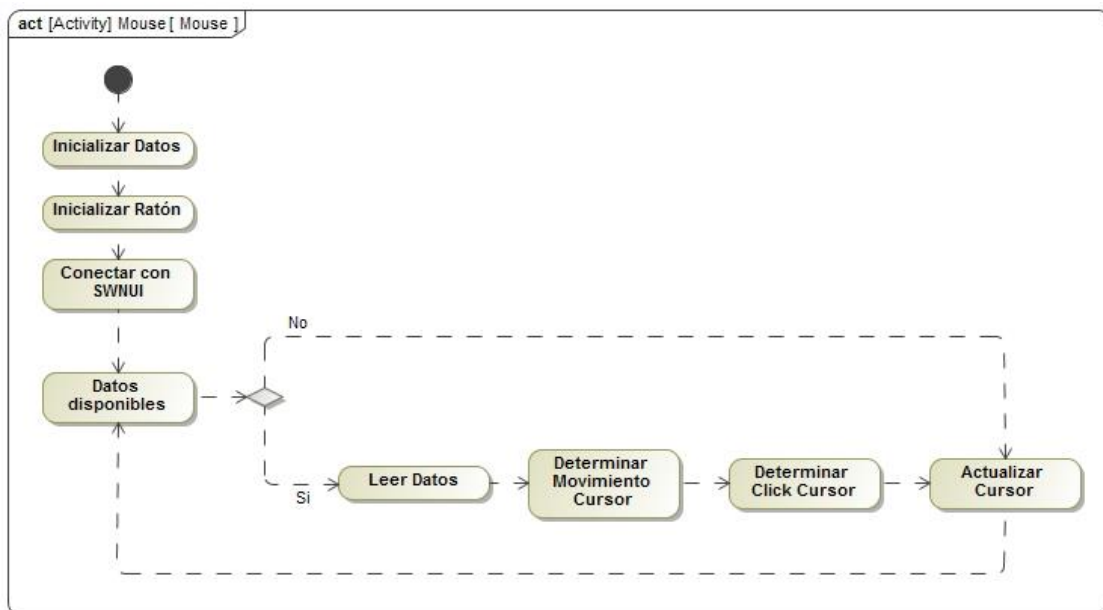 act [Activity] Mouse [ Mouse ]
Inicializar Datos
Inicializar Ratón
Conectar con
SWNUI
No
Datos
disponibles
Si
Leer Datos
Determinar
Movimiento
Cursor
Determinar
Click Cursor
Actualizar
Cursor